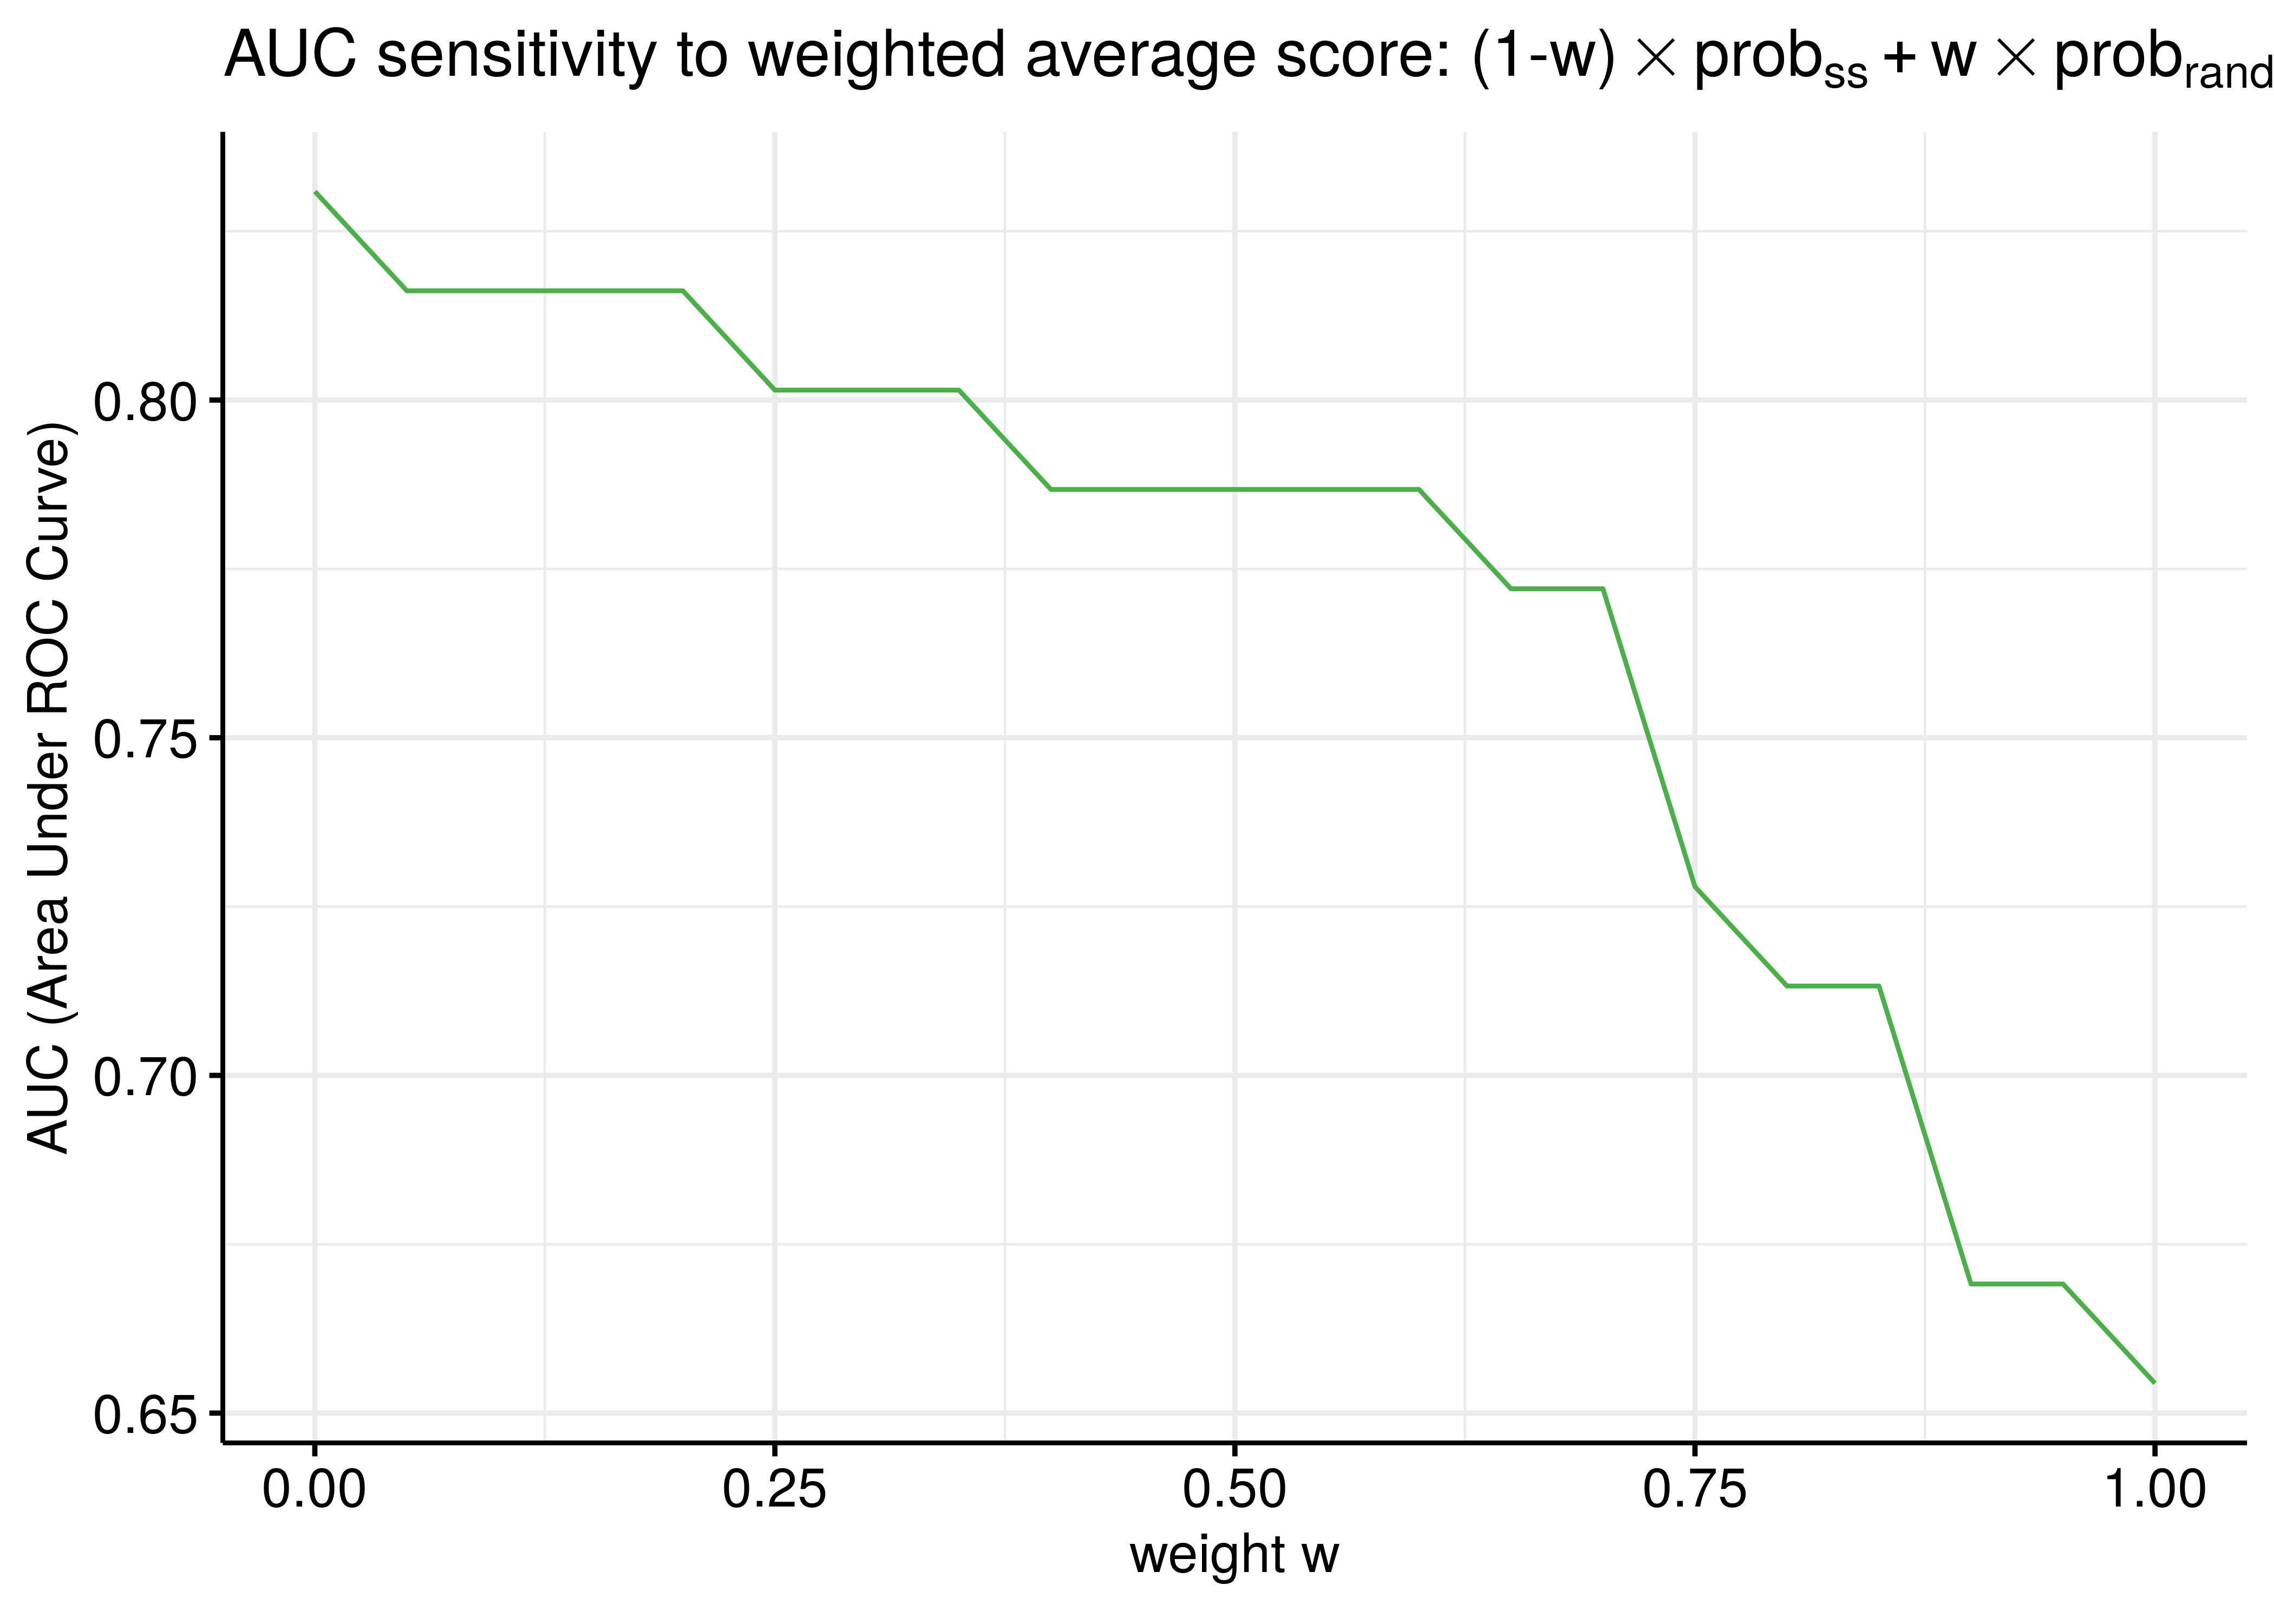 AUC sensitivity to weighted average score: (1-w) × prob_ss + w × prob_rand
AUC (Area Under ROC Curve)
0.80
0.75
0.70
0.65
0.00 0.25 0.50 0.75 1.00
weight w